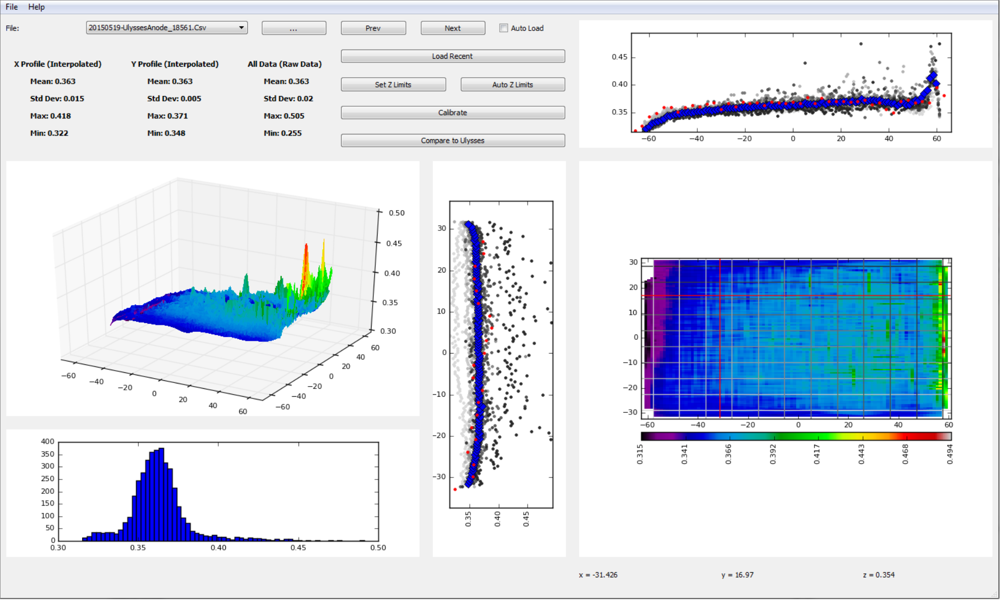 File Help
File: 20150519-UlyssesAnode_18561.Csv ... Prev Next Auto Load
Load Recent
X Profile (Interpolated) Y Profile (Interpolated) All Data (Raw Data)
Mean: 0.363 Mean: 0.363 Mean: 0.363
Set Z Limits Auto Z Limits
Std Dev: 0.015 Std Dev: 0.005 Std Dev: 0.02
Max: 0.418 Max: 0.371 Max: 0.505
Calibrate
Min: 0.322 Min: 0.348 Min: 0.255
Compare to Ulysses
0.45
0.40
0.35
−60 −40 −20 0 20 40 60
0.50
0.45
0.40
0.35
0.30
−60 −40 −20 0 20 40 60
−60 −40 −20 0 20 40 60
30
20
10
0
−10
−20
−30
0.35 0.40 0.45
30
20
10
0
−10
−20
−30
−60 −40 −20 0 20 40 60
0.315 0.341 0.366 0.392 0.417 0.443 0.468 0.494
400
350
300
250
200
150
100
50
0
0.30 0.35 0.40 0.45 0.50
x = -31.426 y = 16.97 z = 0.354